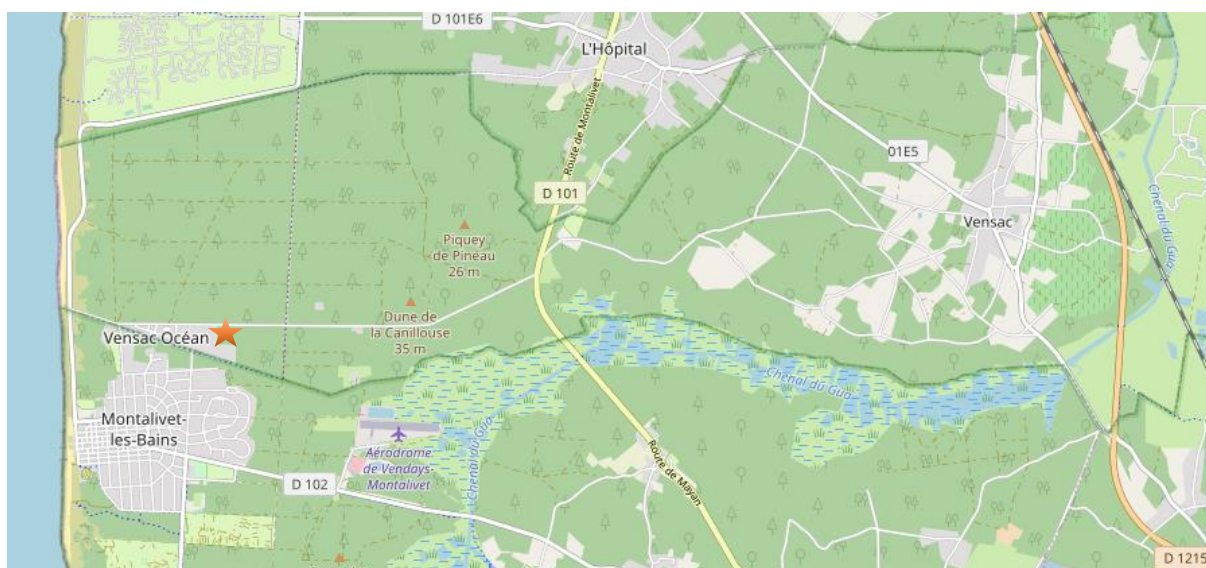 D 101E6
L'Hôpital
Route de Montalivet
01E5
Chenal du Gua
D 101
Vensac
Piquey
de Pineau
26 m
Dune de
la Canillouse
35 m
Vensac-Océan
Chenal du Gua
Montalivet-
les-Bains
Chenal du Gua
Aérodrome
de Vendays-
Montalivet
Route de Mayan
D 102
D 1215